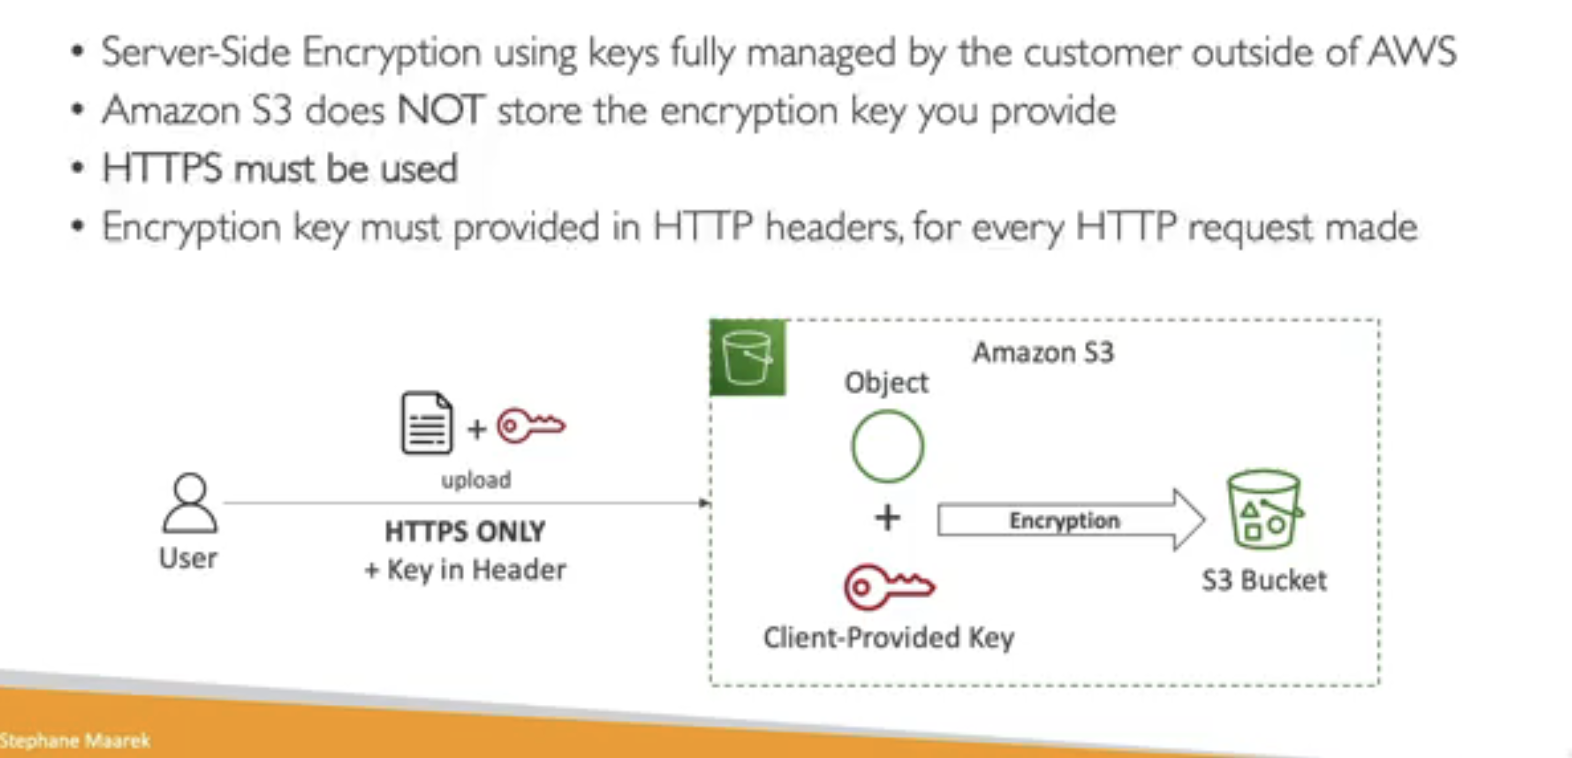 • Server-Side Encryption using keys fully managed by the customer outside of AWS
• Amazon S3 does NOT store the encryption key you provide
• HTTPS must be used
• Encryption key must provided in HTTP headers, for every HTTP request made
Amazon S3
Object
+
upload
User
HTTPS ONLY
+ Key in Header
+
Encryption
Client-Provided Key
S3 Bucket
Stephane Maarek